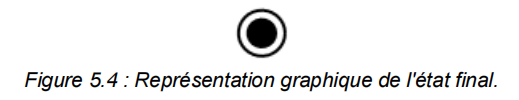 Figure 5.4 : Représentation graphique de l'état final.